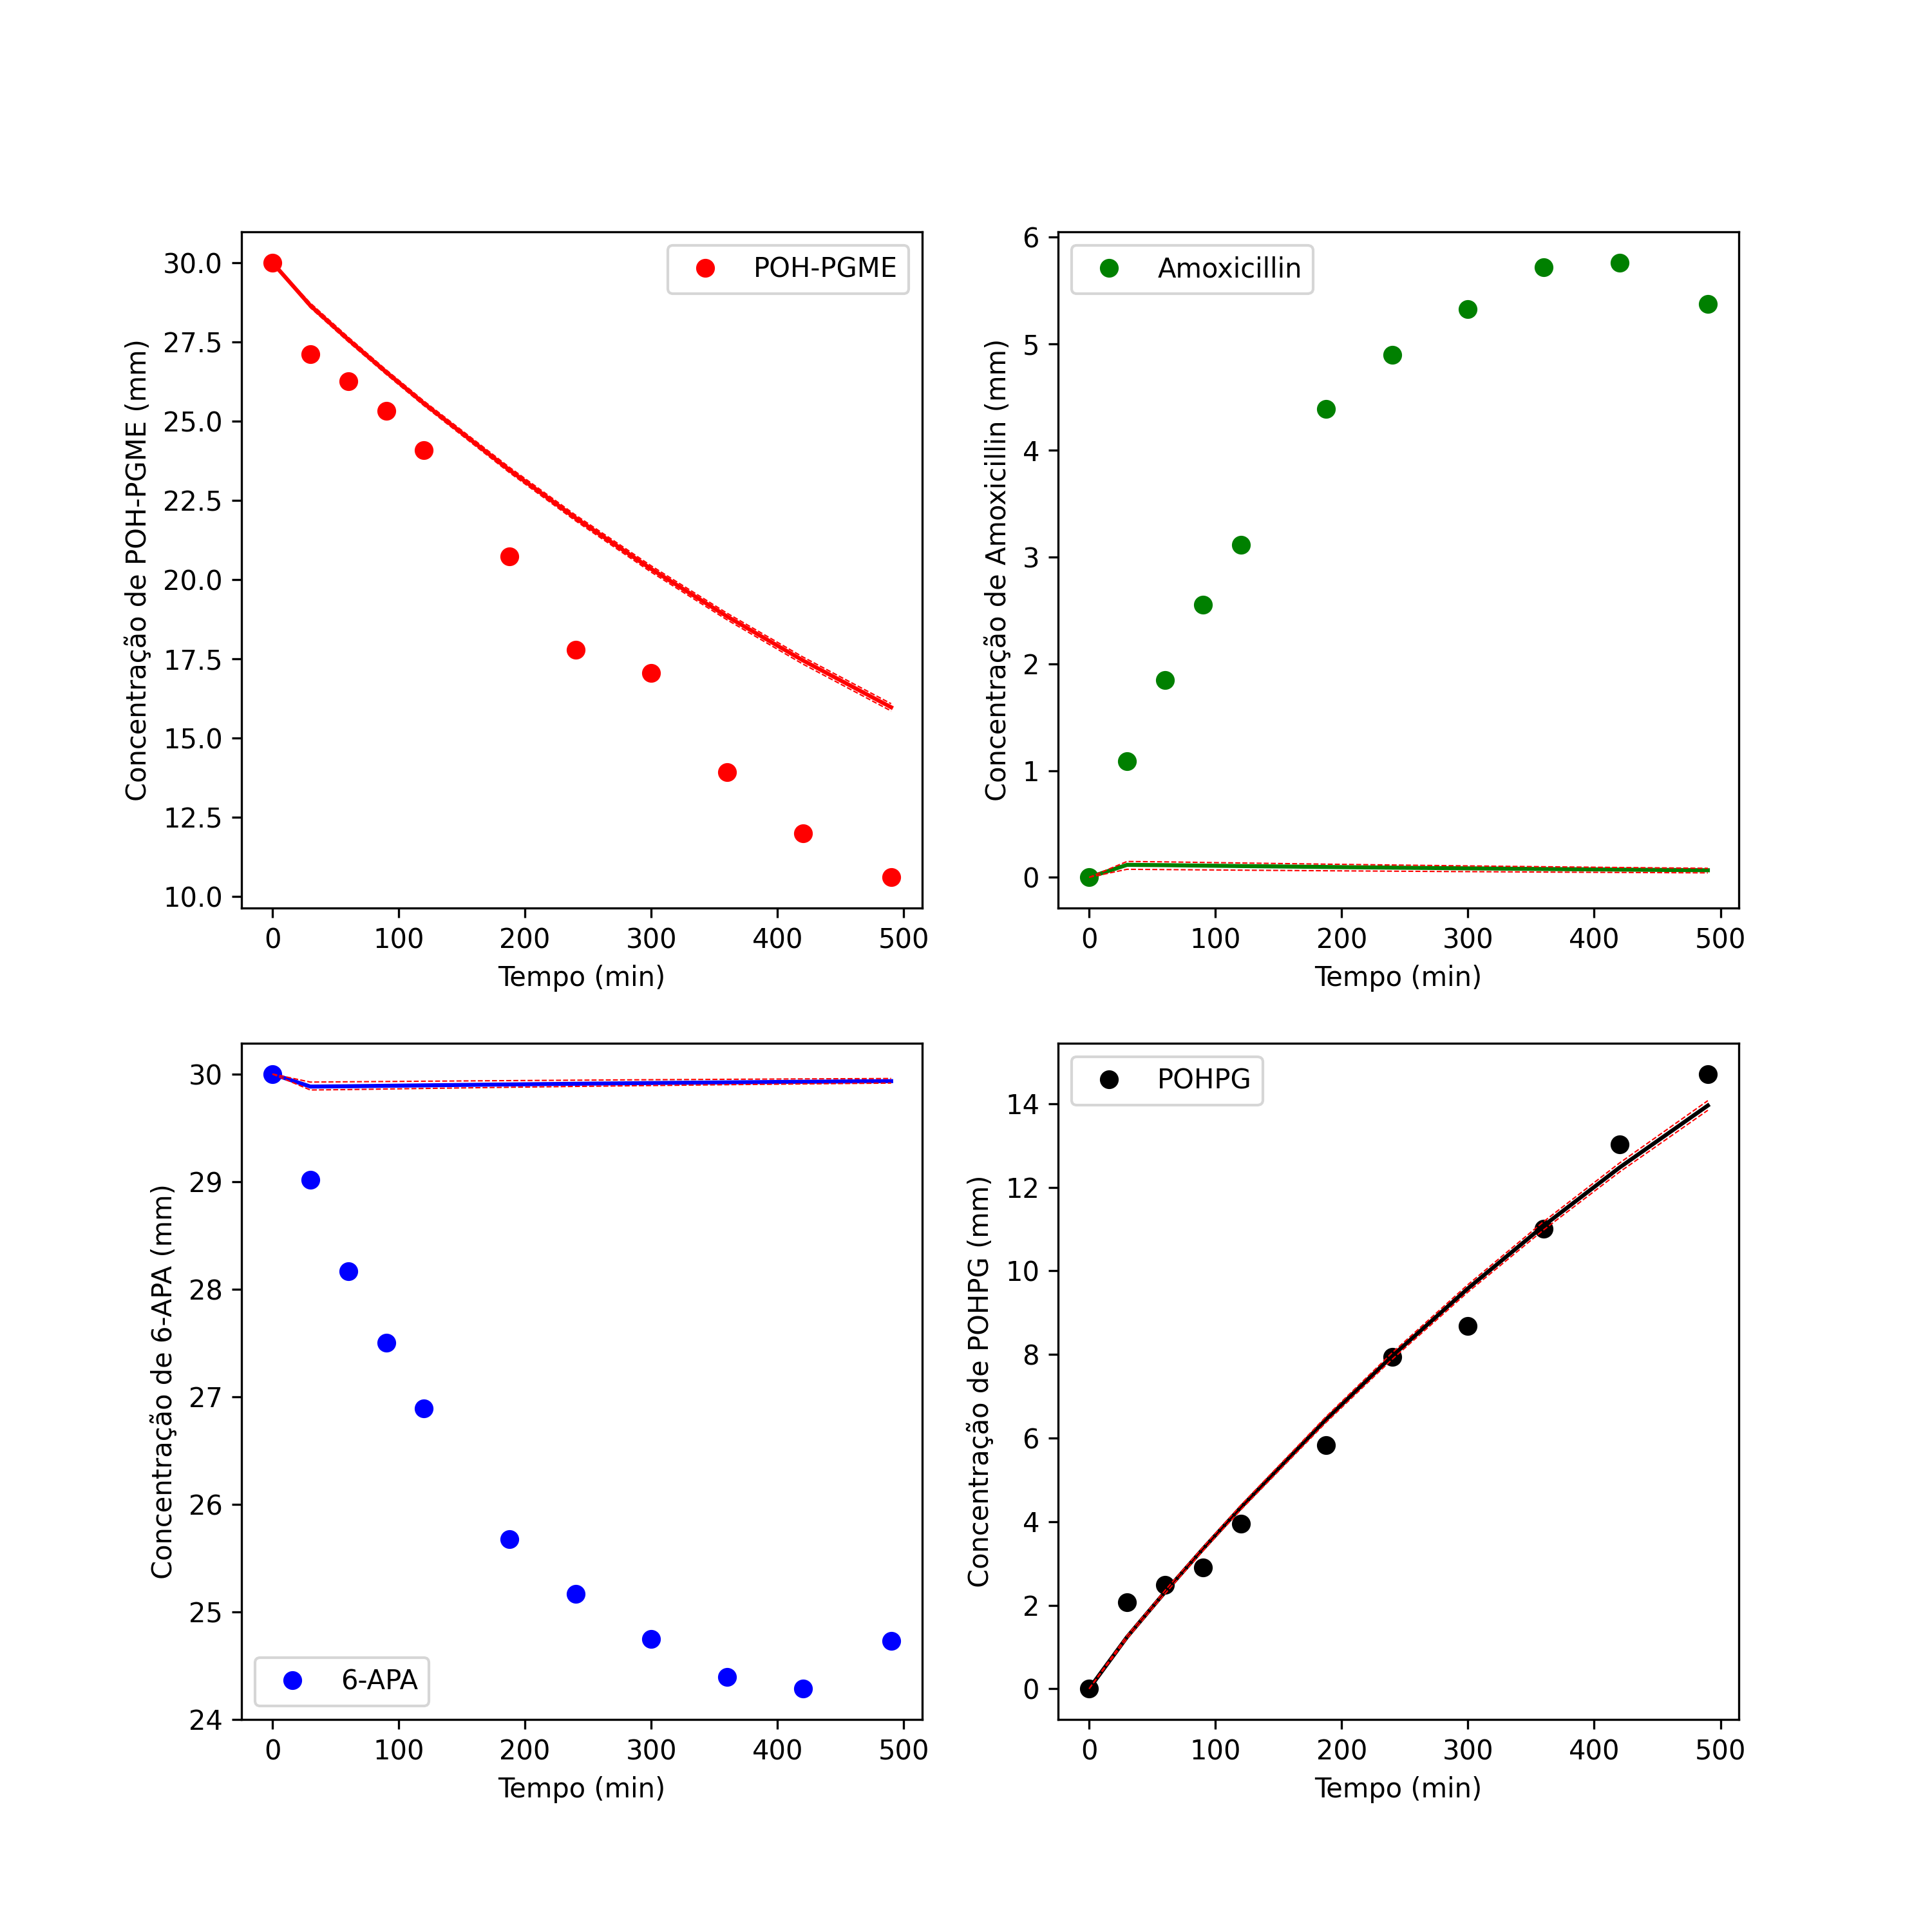 POH-PGME
Concentração de POH-PGME (mm)
30.0
27.5
25.0
22.5
20.0
17.5
15.0
12.5
10.0
0 100 200 300 400 500
Tempo (min)
Amoxicillin
Concentração de Amoxicillin (mm)
6
5
4
3
2
1
0
0 100 200 300 400 500
Tempo (min)
6-APA
Concentração de 6-APA (mm)
30
29
28
27
26
25
24
0 100 200 300 400 500
Tempo (min)
POHPG
Concentração de POHPG (mm)
14
12
10
8
6
4
2
0
0 100 200 300 400 500
Tempo (min)